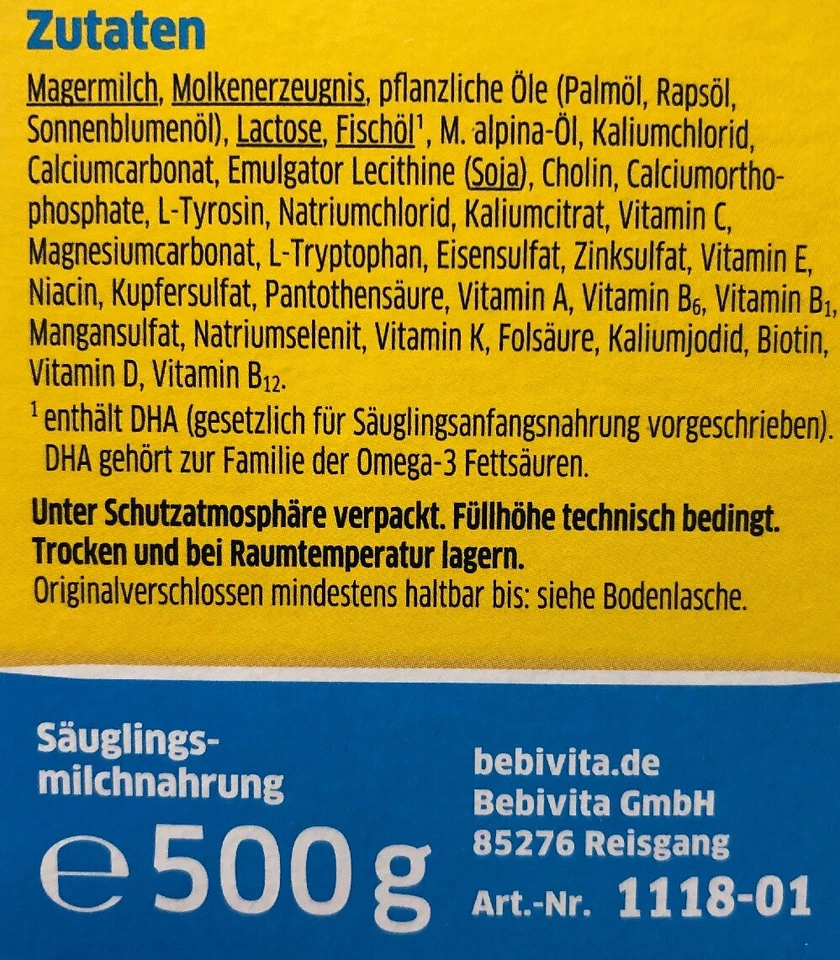 Zutaten
Magermilch, Molkenerzeugnis, pflanzliche Öle (Palmöl, Rapsöl,
Sonnenblumenöl), Lactose, Fischöl¹, M. alpina-Öl, Kaliumchlorid,
Calciumcarbonat, Emulgator Lecithine (Soja), Cholin, Calciumortho-
phosphate, L-Tyrosin, Natriumchlorid, Kaliumcitrat, Vitamin C,
Magnesiumcarbonat, L-Tryptophan, Eisensulfat, Zinksulfat, Vitamin E,
Niacin, Kupfersulfat, Pantothensäure, Vitamin A, Vitamin B₆, Vitamin B₁,
Mangansulfat, Natriumselenit, Vitamin K, Folsäure, Kaliumjodid, Biotin,
Vitamin D, Vitamin B₁₂.
¹ enthält DHA (gesetzlich für Säuglingsanfangsnahrung vorgeschrieben).
DHA gehört zur Familie der Omega-3 Fettsäuren.
Unter Schutzatmosphäre verpackt. Füllhöhe technisch bedingt.
Trocken und bei Raumtemperatur lagern.
Originalverschlossen mindestens haltbar bis: siehe Bodenlasche.
Säuglings-
milchnahrung
℮ 500 g
bebivita.de
Bebivita GmbH
85276 Reisgang
Art.-Nr. 1118-01